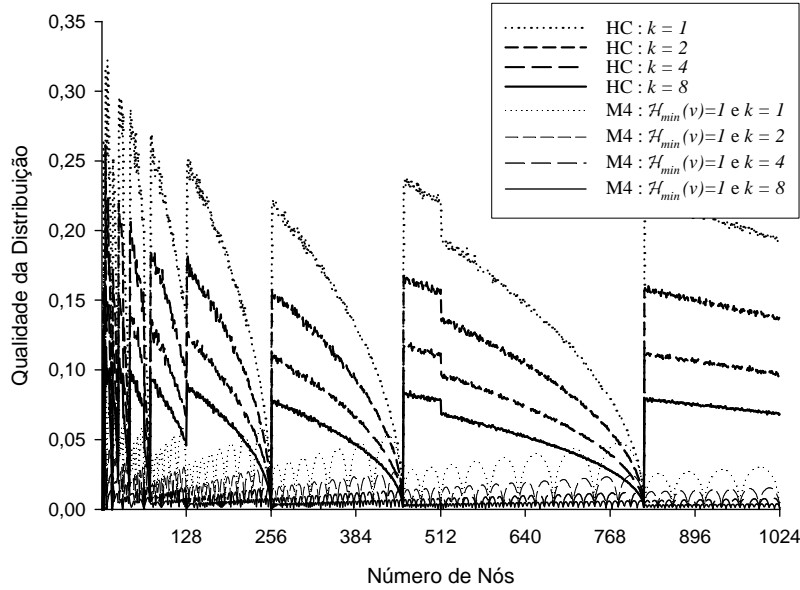 0,35
0,30
0,25
0,20
0,15
0,10
0,05
0,00
Qualidade da Distribuição
128
256
384
512
640
768
896
1024
Número de Nós
HC : k = 1
HC : k = 2
HC : k = 4
HC : k = 8
M4 : ℋmin(v)=1 e k = 1
M4 : ℋmin(v)=1 e k = 2
M4 : ℋmin(v)=1 e k = 4
M4 : ℋmin(v)=1 e k = 8